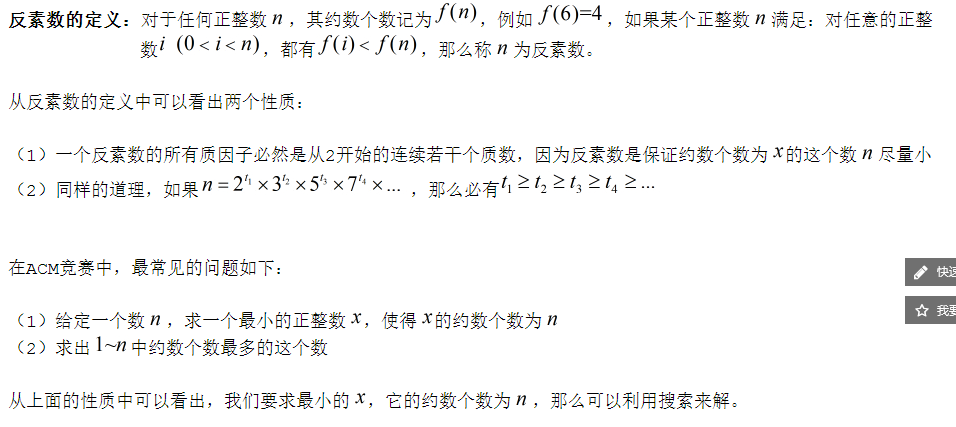 反素数的定义：对于任何正整数 n ，其约数个数记为 f(n)，例如 f(6)=4 ，如果某个正整数 n 满足：对任意的正整
数i (0 < i < n)，都有 f(i) < f(n) ，那么称 n 为反素数。
从反素数的定义中可以看出两个性质：
（1）一个反素数的所有质因子必然是从2开始的连续若干个质数，因为反素数是保证约数个数为 x 的这个数 n 尽量小
（2）同样的道理，如果 n = 2^{t_1} × 3^{t_2} × 5^{t_3} × 7^{t_4} × ... ，那么必有 t_1 ≥ t_2 ≥ t_3 ≥ t_4 ≥ ...
在ACM竞赛中，最常见的问题如下：
快速
（1）给定一个数 n ，求一个最小的正整数 x，使得 x 的约数个数为 n
我要
（2）求出 1~n 中约数个数最多的这个数
从上面的性质中可以看出，我们要求最小的 x，它的约数个数为 n ，那么可以利用搜索来解。